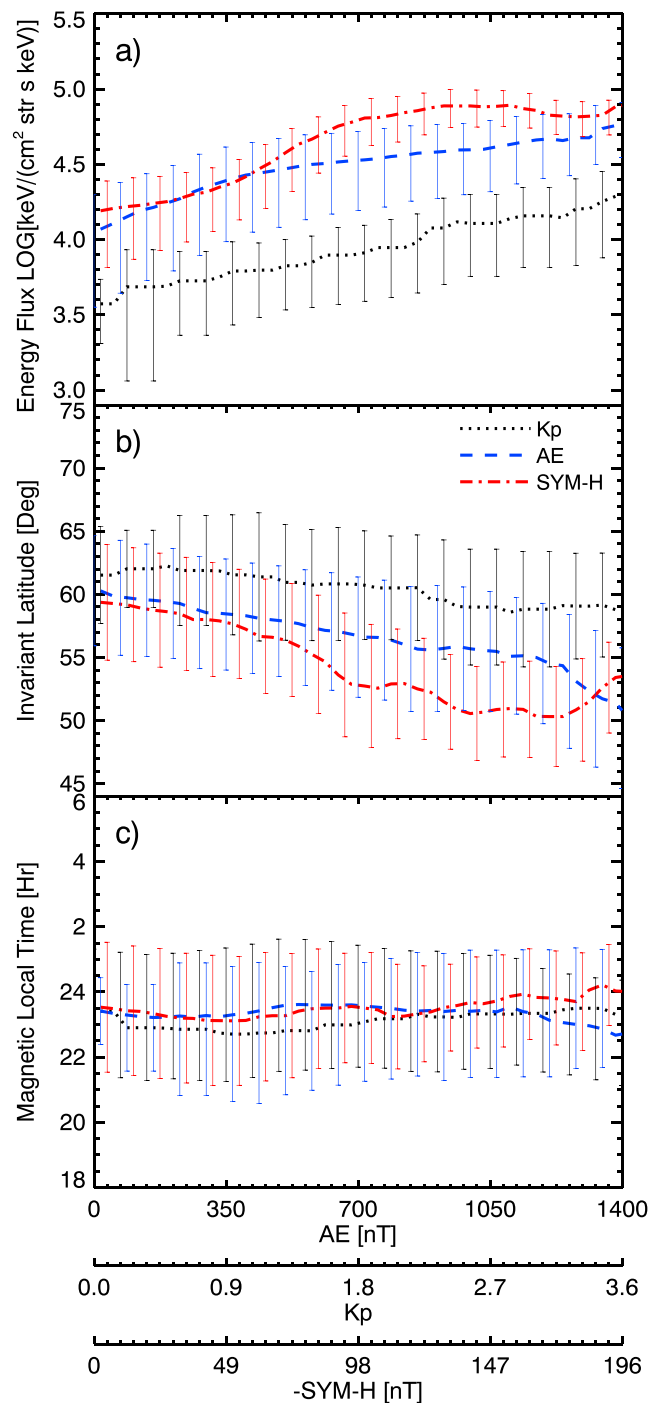 a)
Energy Flux LOG[keV/(cm² str s keV)]
5.5
5.0
4.5
4.0
3.5
3.0
b)
Kp
AE
SYM-H
Invariant Latitude [Deg]
75
70
65
60
55
50
45
c)
Magnetic Local Time [Hr]
6
4
2
24
22
20
18
0 350 700 1050 1400
AE [nT]
0.0 0.9 1.8 2.7 3.6
Kp
0 49 98 147 196
-SYM-H [nT]